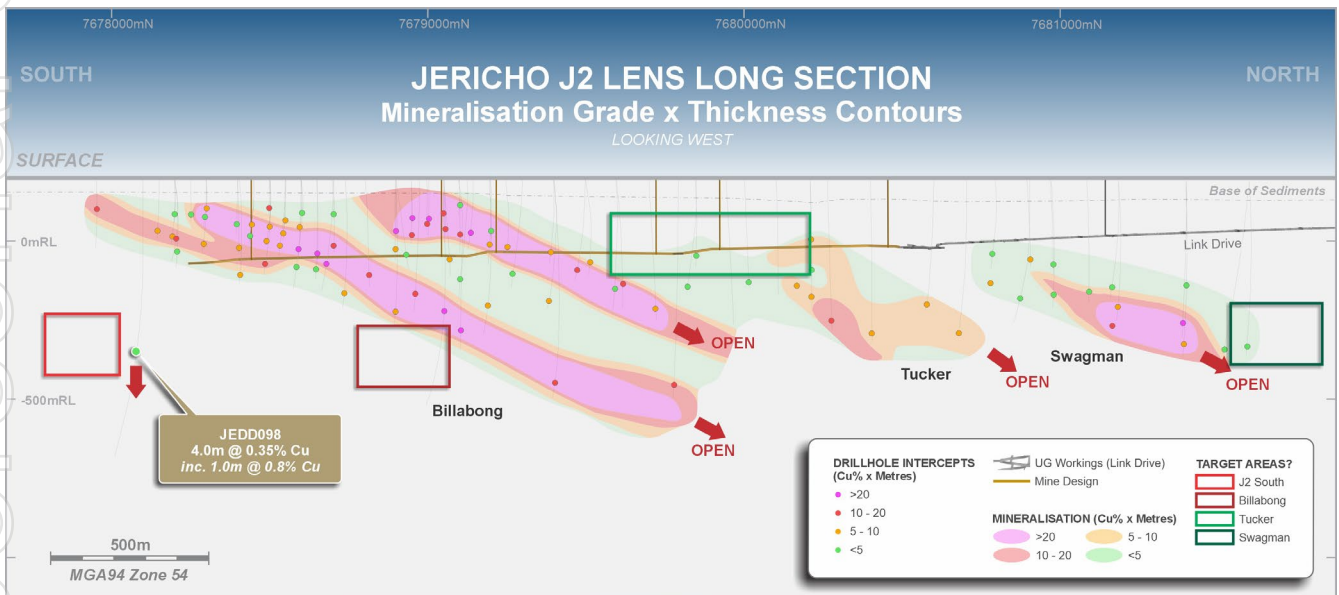 7678000mN
7679000mN
7680000mN
7681000mN
SOUTH
JERICHO J2 LENS LONG SECTION
NORTH
Mineralisation Grade x Thickness Contours
LOOKING WEST
SURFACE
Base of Sediments
0mRL
Link Drive
OPEN
Swagman
Tucker
OPEN
OPEN
-500mRL
Billabong
JEDD098
4.0m @ 0.35% Cu
inc. 1.0m @ 0.8% Cu
OPEN
500m
MGA94 Zone 54
DRILLHOLE INTERCEPTS
(Cu% x Metres)
>20
10 - 20
5 - 10
<5
UG Workings (Link Drive)
Mine Design
MINERALISATION (Cu% x Metres)
>20
5 - 10
10 - 20
<5
TARGET AREAS?
J2 South
Billabong
Tucker
Swagman